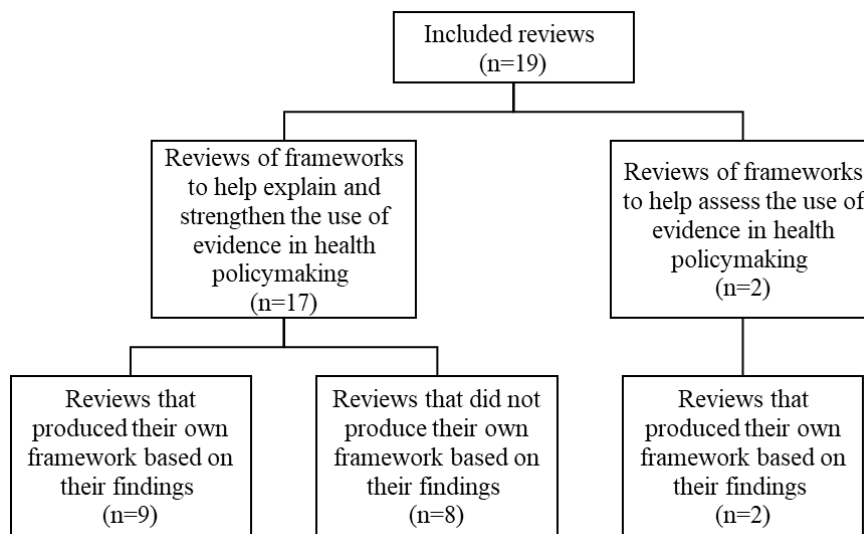 Included reviews
(n=19)
Reviews of frameworks
to help explain and
strengthen the use of
evidence in health
policymaking
(n=17)
Reviews of frameworks
to help assess the use of
evidence in health
policymaking
(n=2)
Reviews that
produced their own
framework based on
their findings
(n=9)
Reviews that did not
produce their own
framework based on
their findings
(n=8)
Reviews that
produced their own
framework based on
their findings
(n=2)